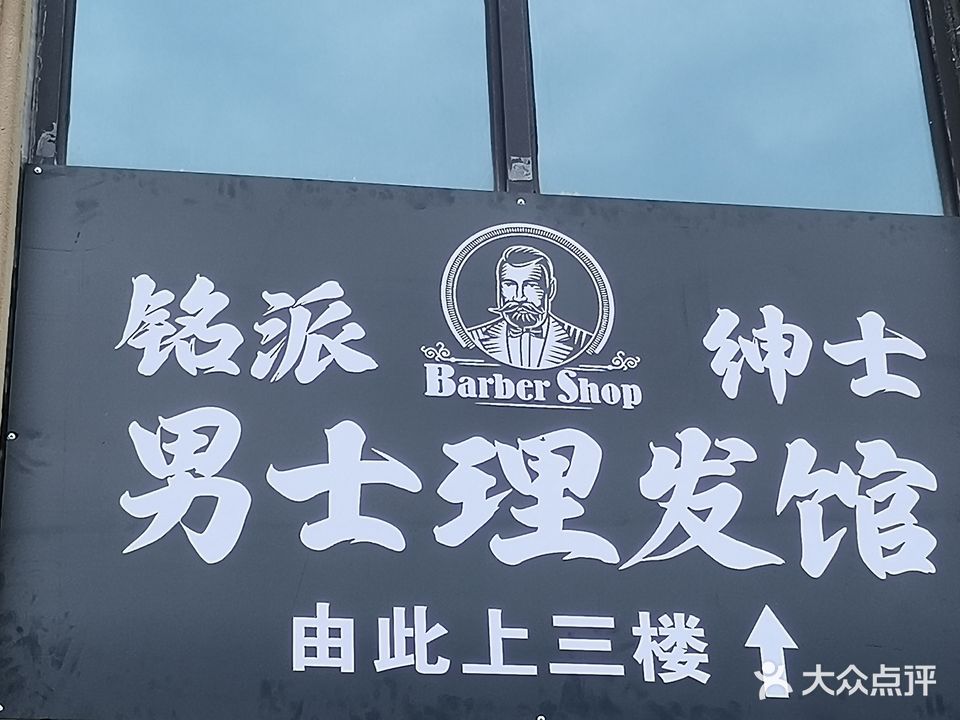 铭派 绅士
Barber Shop
男士理发馆
由此上三楼
大众点评